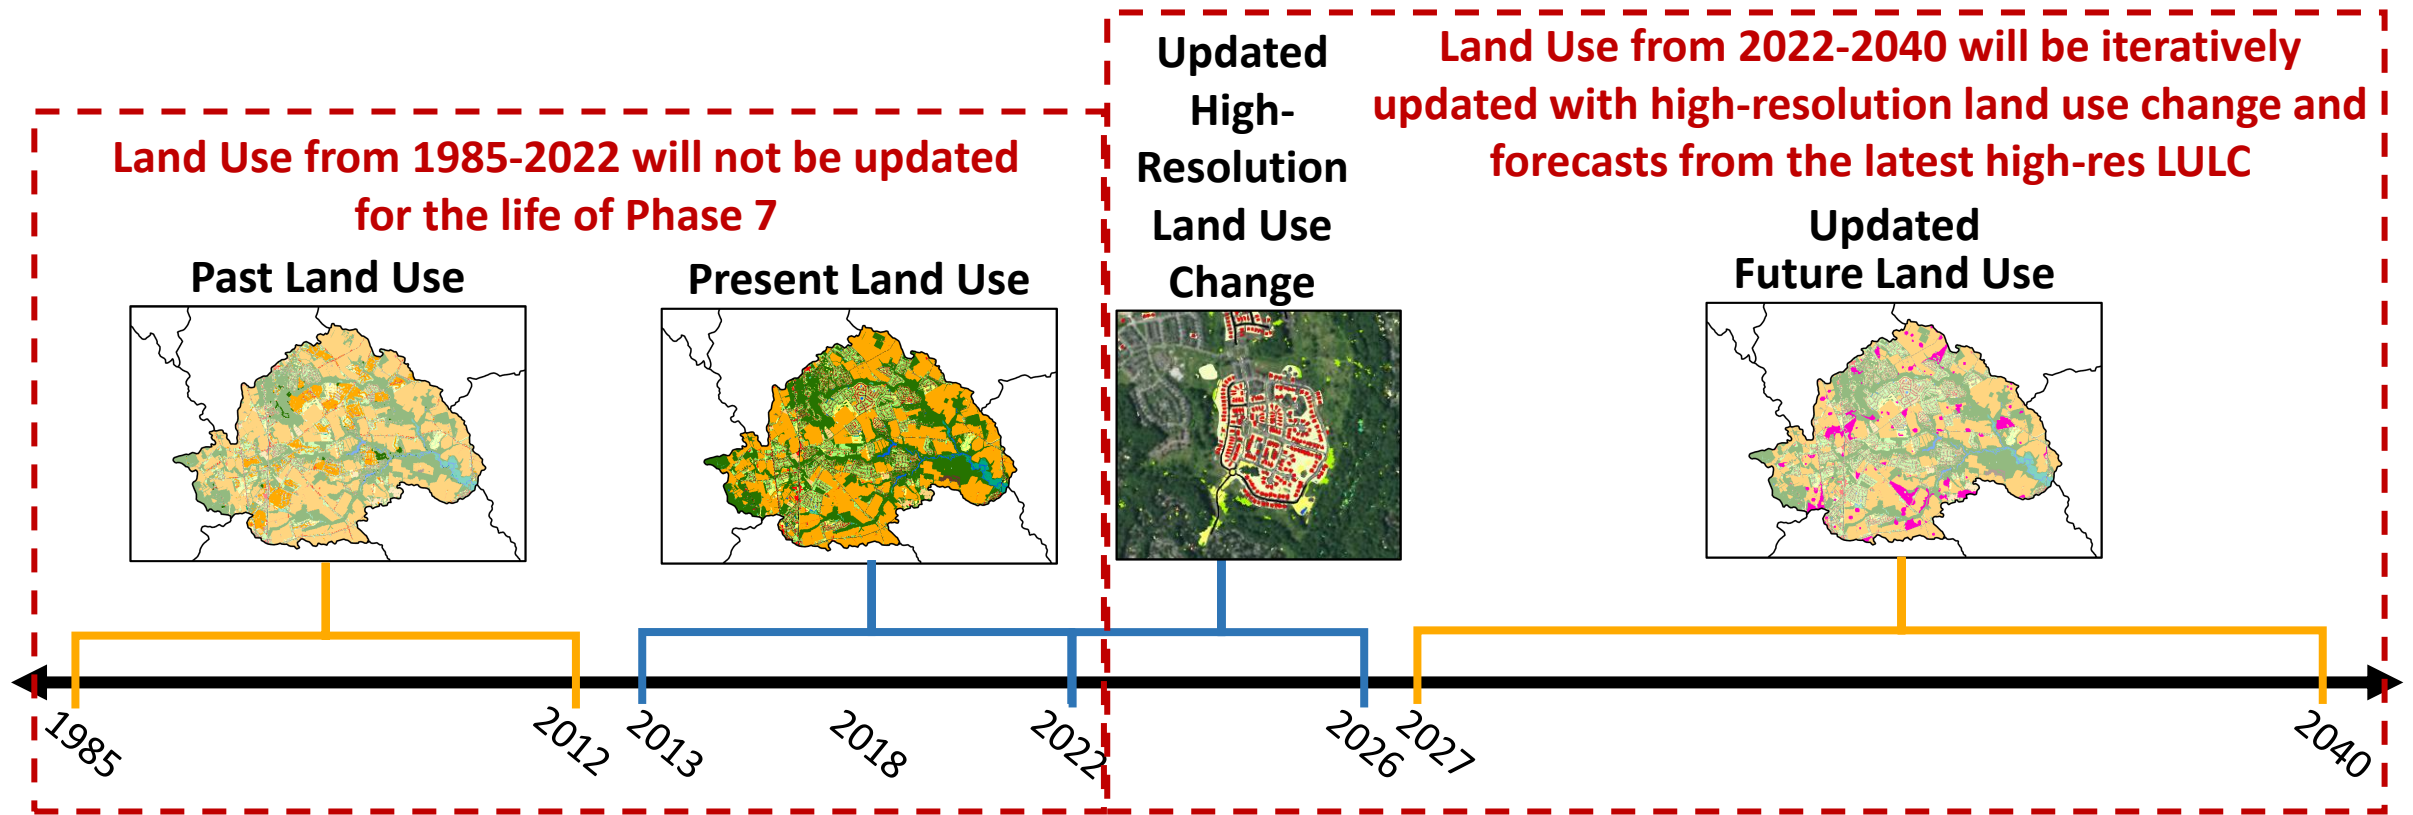 Land Use from 1985-2022 will not be updated
for the life of Phase 7
Past Land Use
Present Land Use
Updated
High-
Resolution
Land Use
Change
Land Use from 2022-2040 will be iteratively
updated with high-resolution land use change and
forecasts from the latest high-res LULC
Updated
Future Land Use
1985
2012
2013
2018
2022
2026
2027
2040